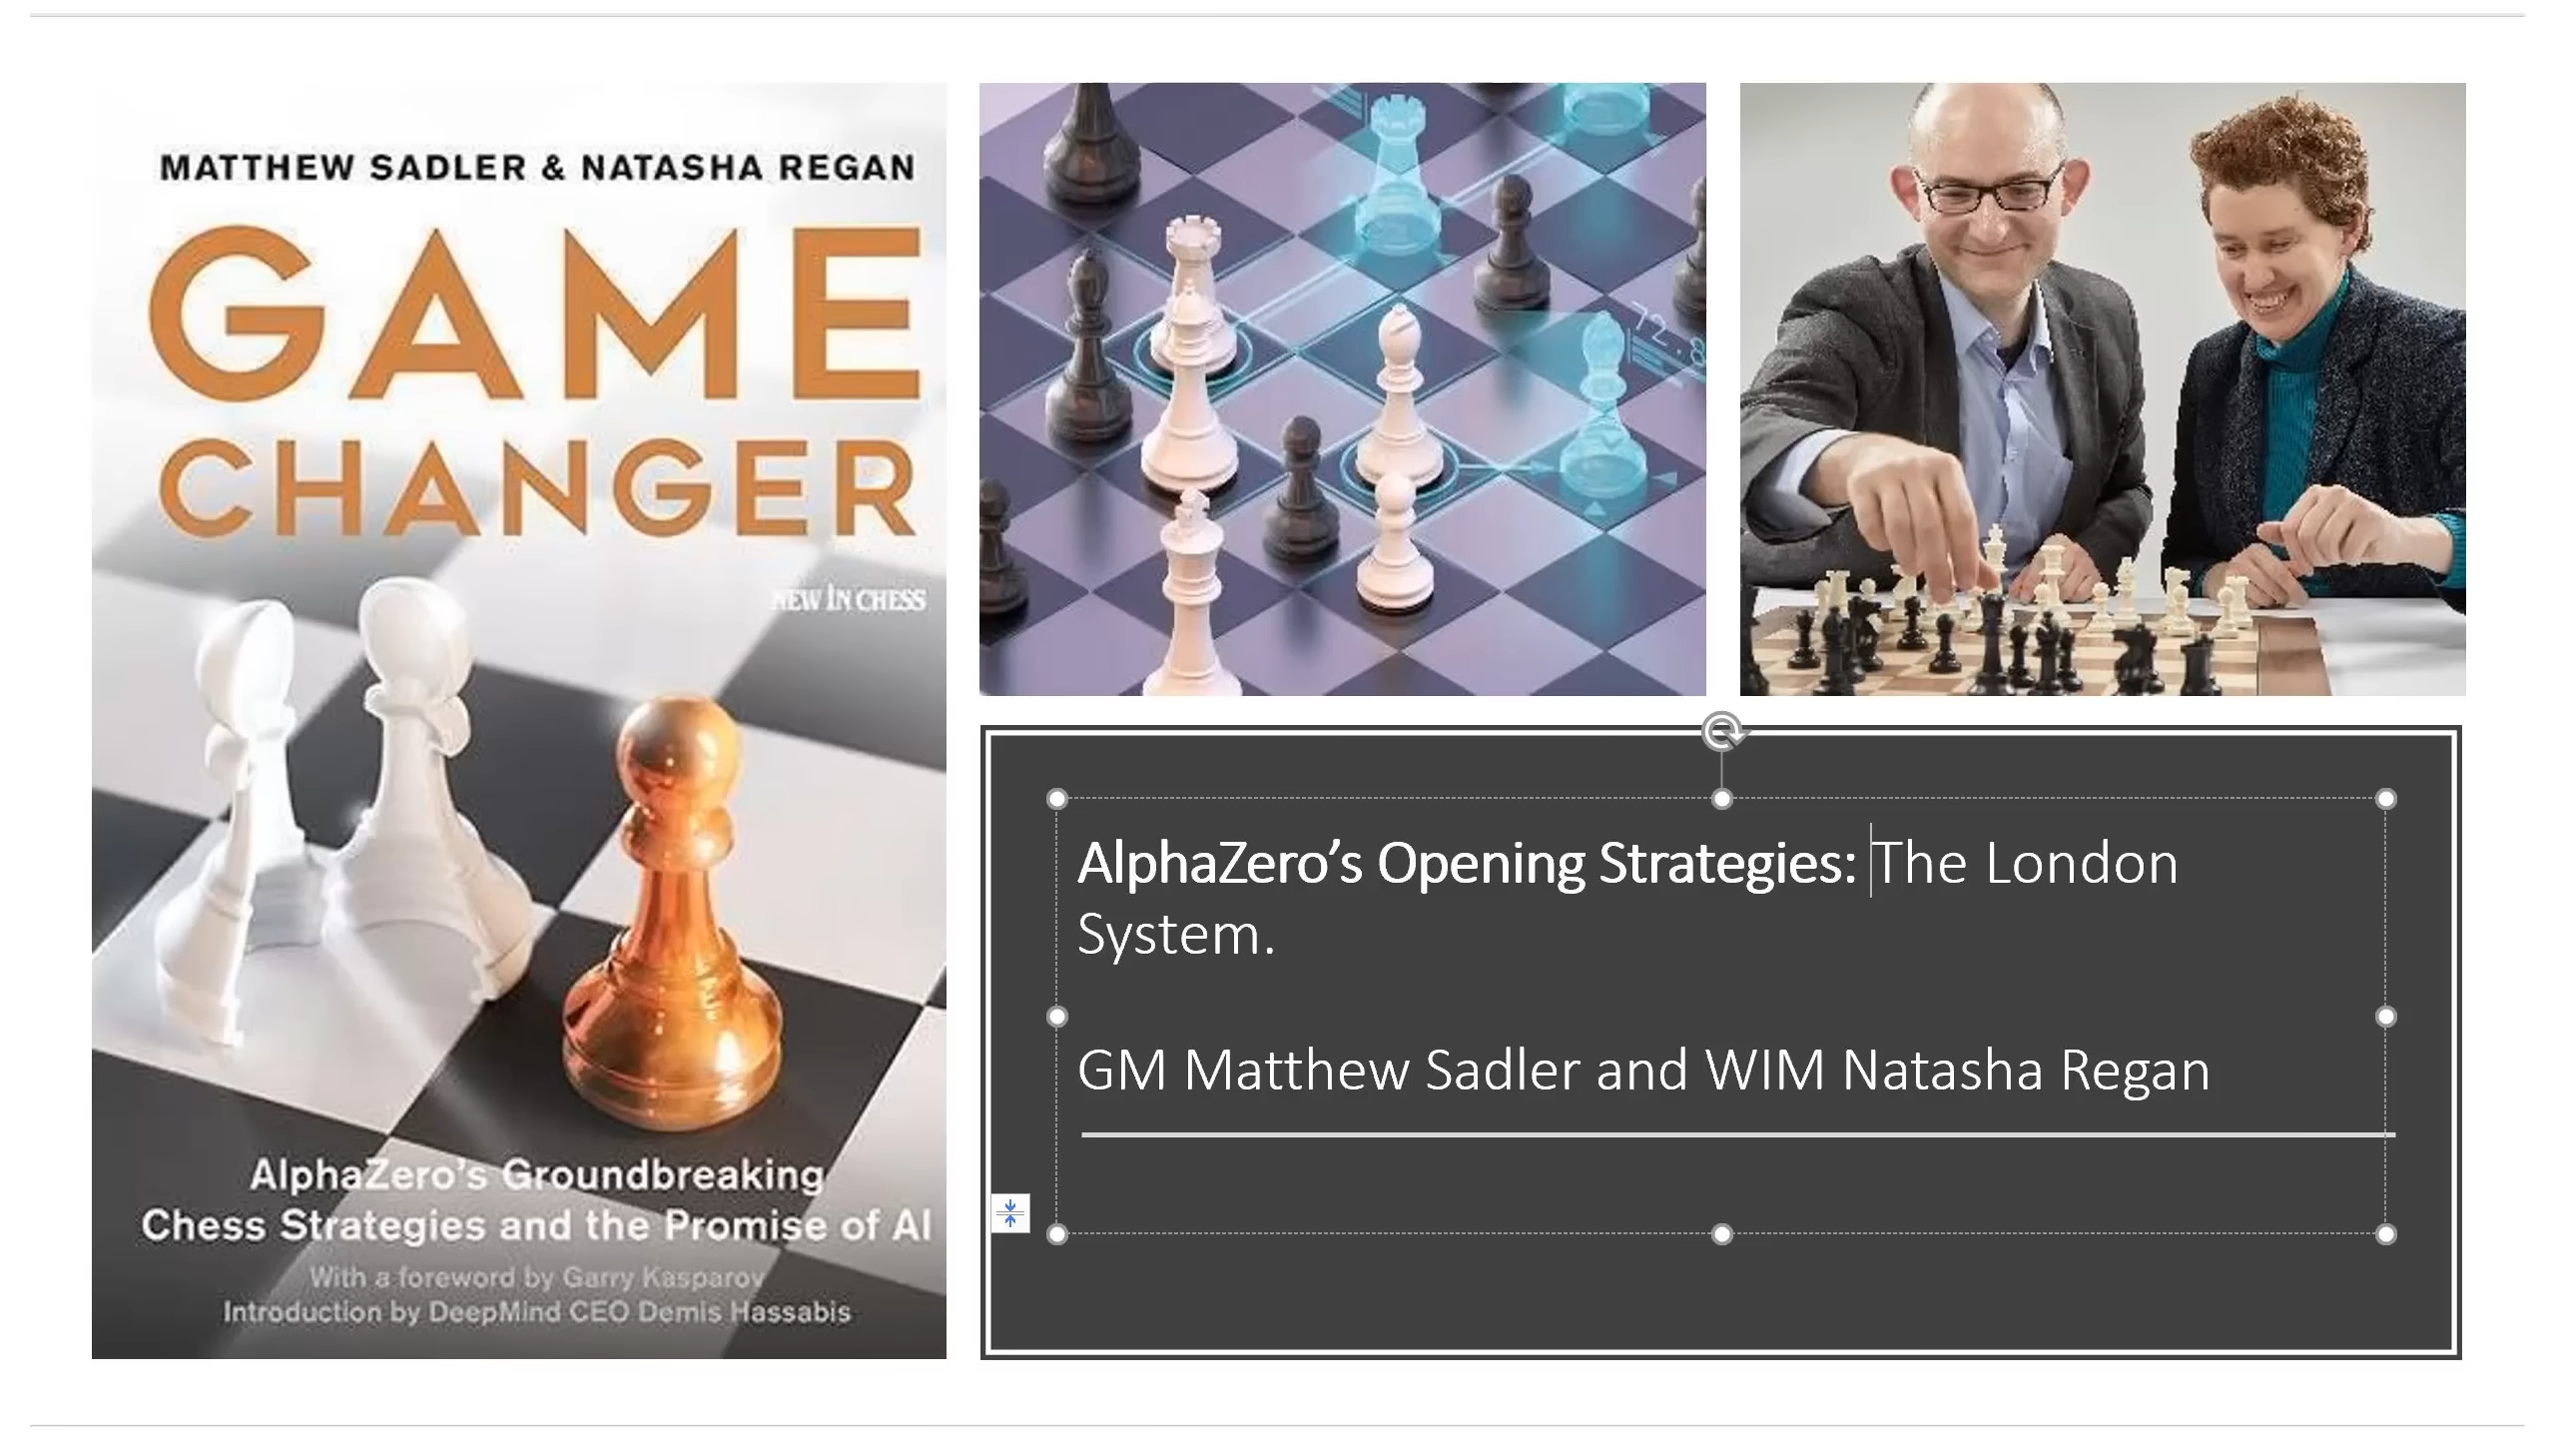 MATTHEW SADLER & NATASHA REGAN
GAME
CHANGER
NEW IN CHESS
AlphaZero's Groundbreaking
Chess Strategies and the Promise of AI
With a foreword by Garry Kasparov
Introduction by DeepMind CEO Demis Hassabis
72.8
AlphaZero’s Opening Strategies: The London
System.
GM Matthew Sadler and WIM Natasha Regan